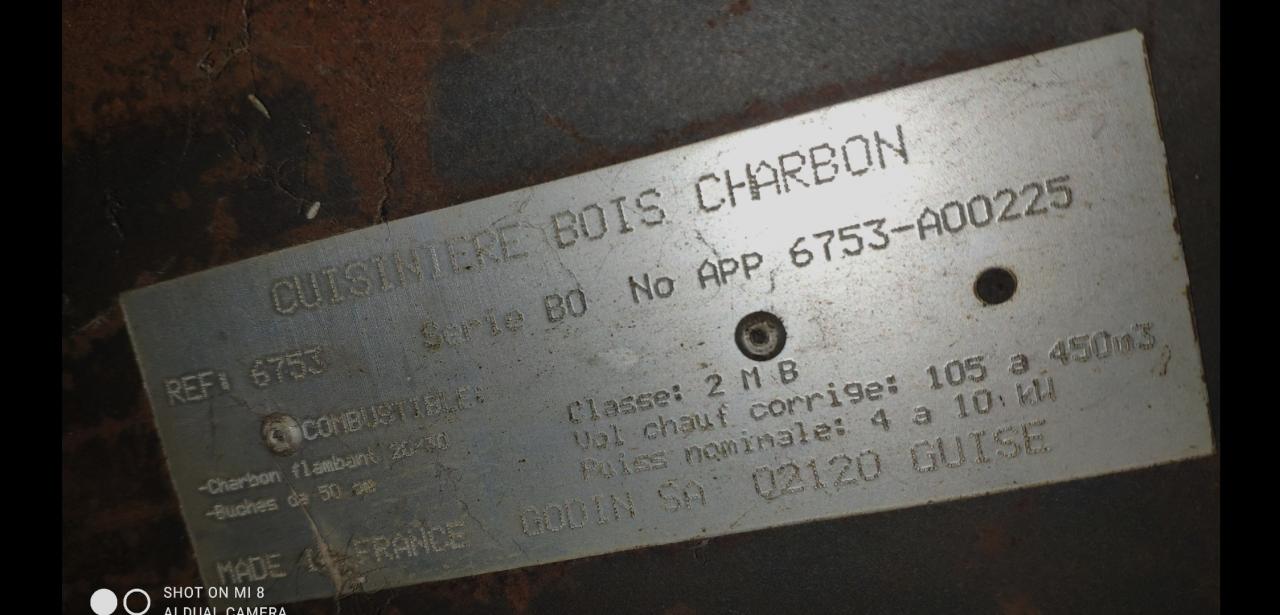 CUISINIERE BOIS CHARBON
Serie BO No APP 6753-A00225
REF: 6753
COMBUSTIBLE:
-Charbon flambant 20-30
-Buches de 50 cm
Classe: 2 M B
Vol chauf corrige: 105 a 450m3
Puiss nominale: 4 a 10 kW
MADE IN FRANCE GODIN SA 02120 GUISE
SHOT ON MI 8
AI DUAL CAMERA